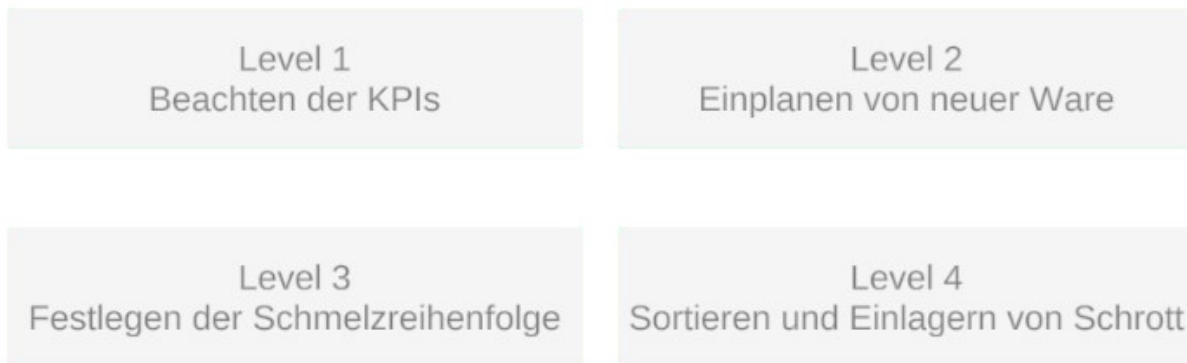 Level 1
Beachten der KPIs
Level 2
Einplanen von neuer Ware
Level 3
Festlegen der Schmelzreihenfolge
Level 4
Sortieren und Einlagern von Schrott